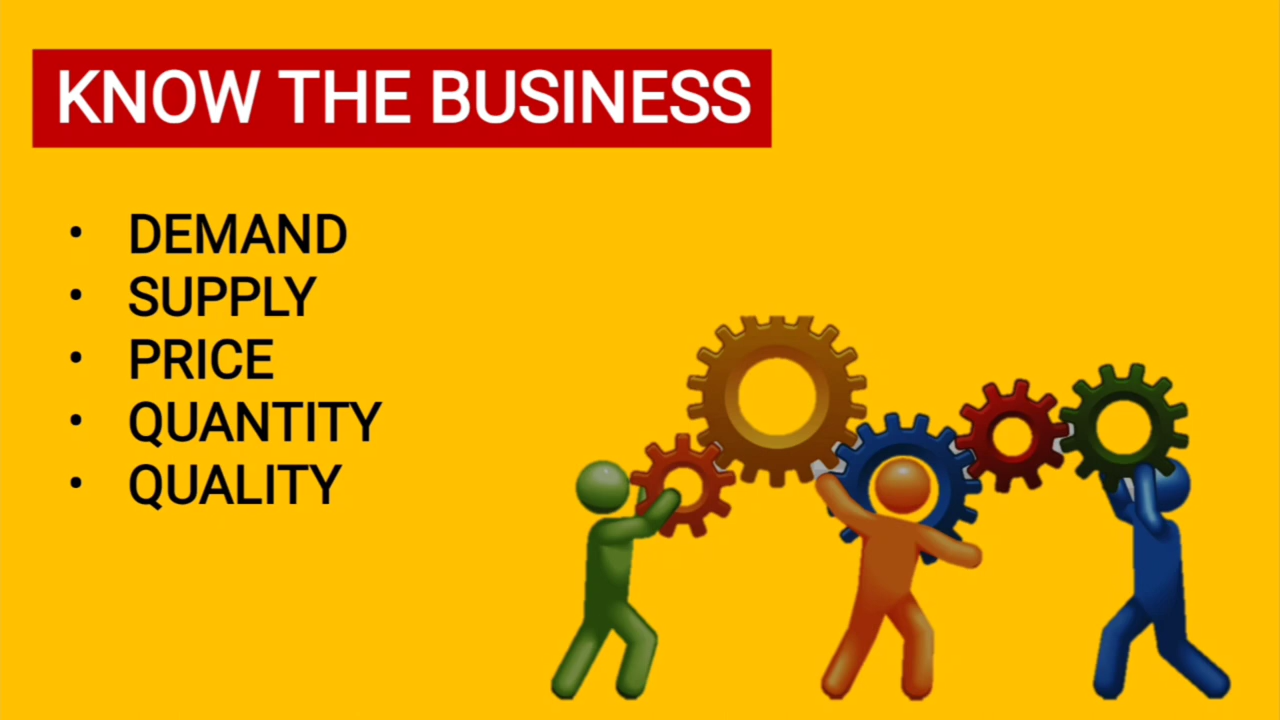 KNOW THE BUSINESS
• DEMAND
• SUPPLY
• PRICE
• QUANTITY
• QUALITY